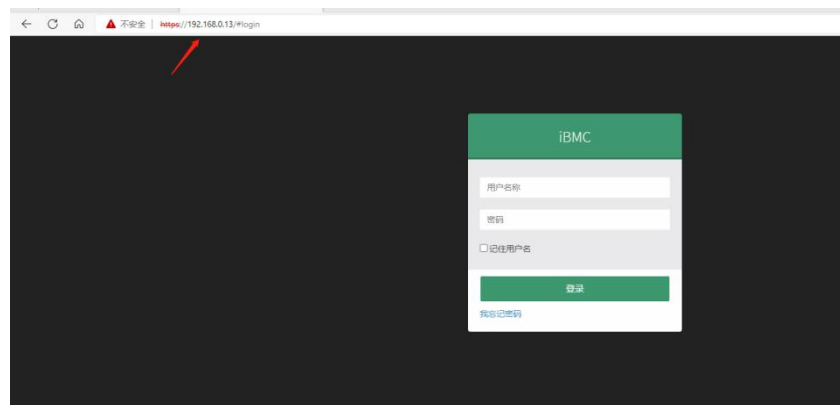 不安全 | https://192.168.0.13/#login
iBMC
用户名称
密码
记住用户名
登录
我忘记密码